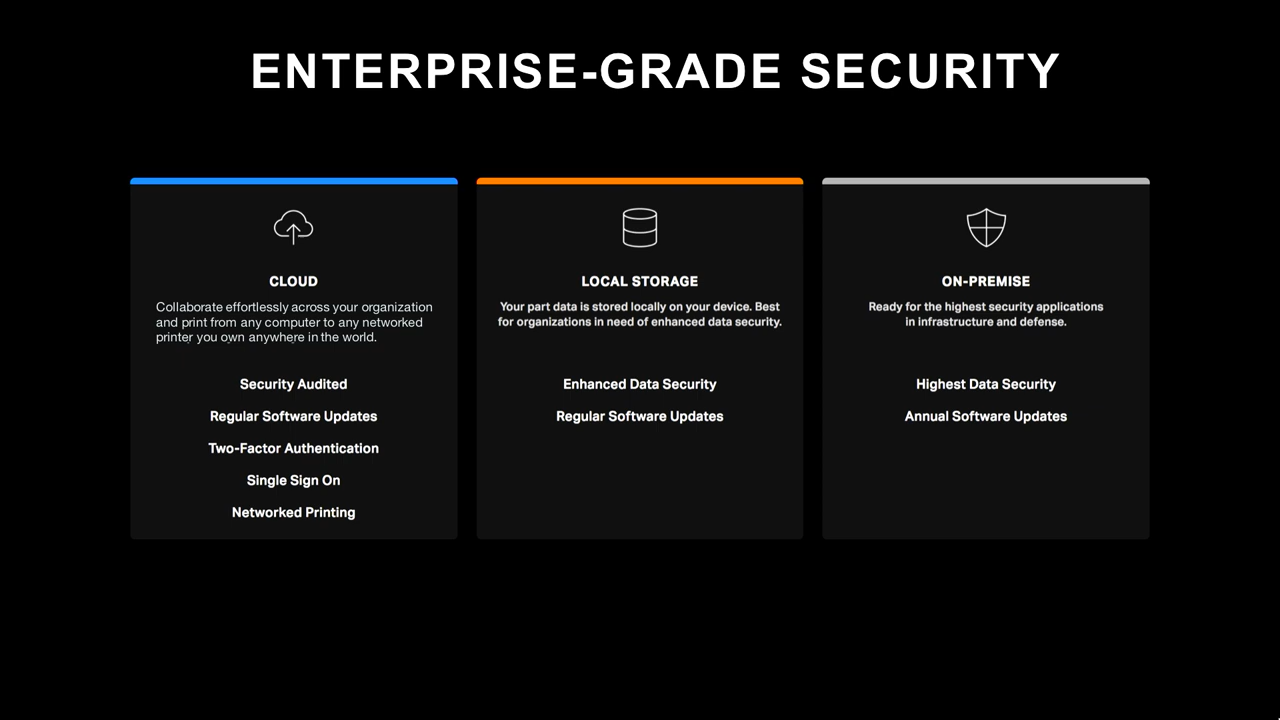 ENTERPRISE-GRADE SECURITY
CLOUD
Collaborate effortlessly across your organization
and print from any computer to any networked
printer you own anywhere in the world.
Security Audited
Regular Software Updates
Two-Factor Authentication
Single Sign On
Networked Printing
LOCAL STORAGE
Your part data is stored locally on your device. Best
for organizations in need of enhanced data security.
Enhanced Data Security
Regular Software Updates
ON-PREMISE
Ready for the highest security applications
in infrastructure and defense.
Highest Data Security
Annual Software Updates